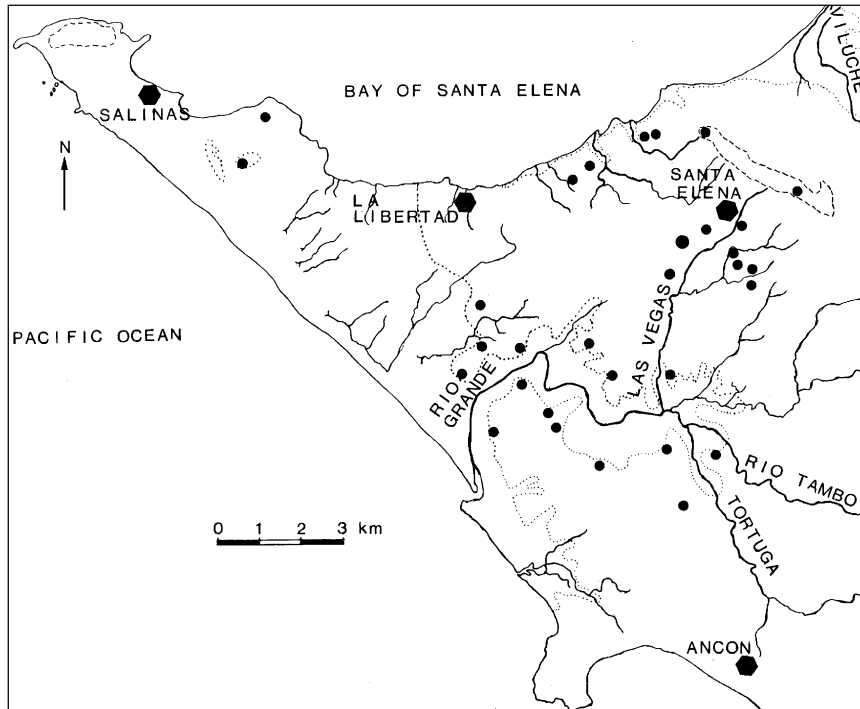 VILUCHE
BAY OF SANTA ELENA
SALINAS
N
SANTA
ELENA
LA
LIBERTAD
PACIFIC OCEAN
LAS VEGAS
RIO
GRANDE
RIO TAMBO
TORTUGA
0 1 2 3 km
ANCON